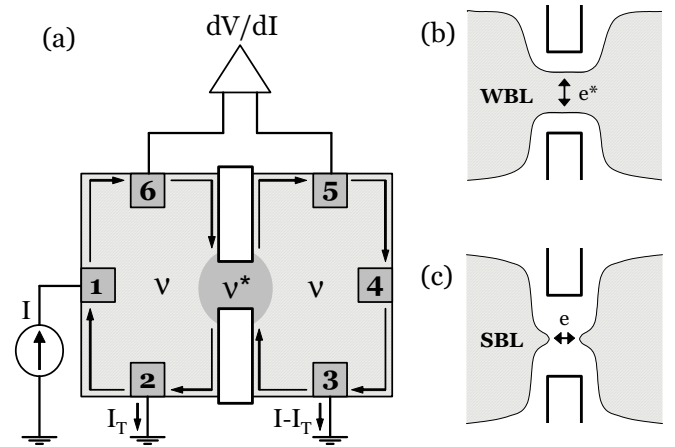 (a)
dV/dI
6
5
1
ν
ν*
ν
4
I
2
3
I_T
I-I_T
(b)
WBL
e*
(c)
e
SBL